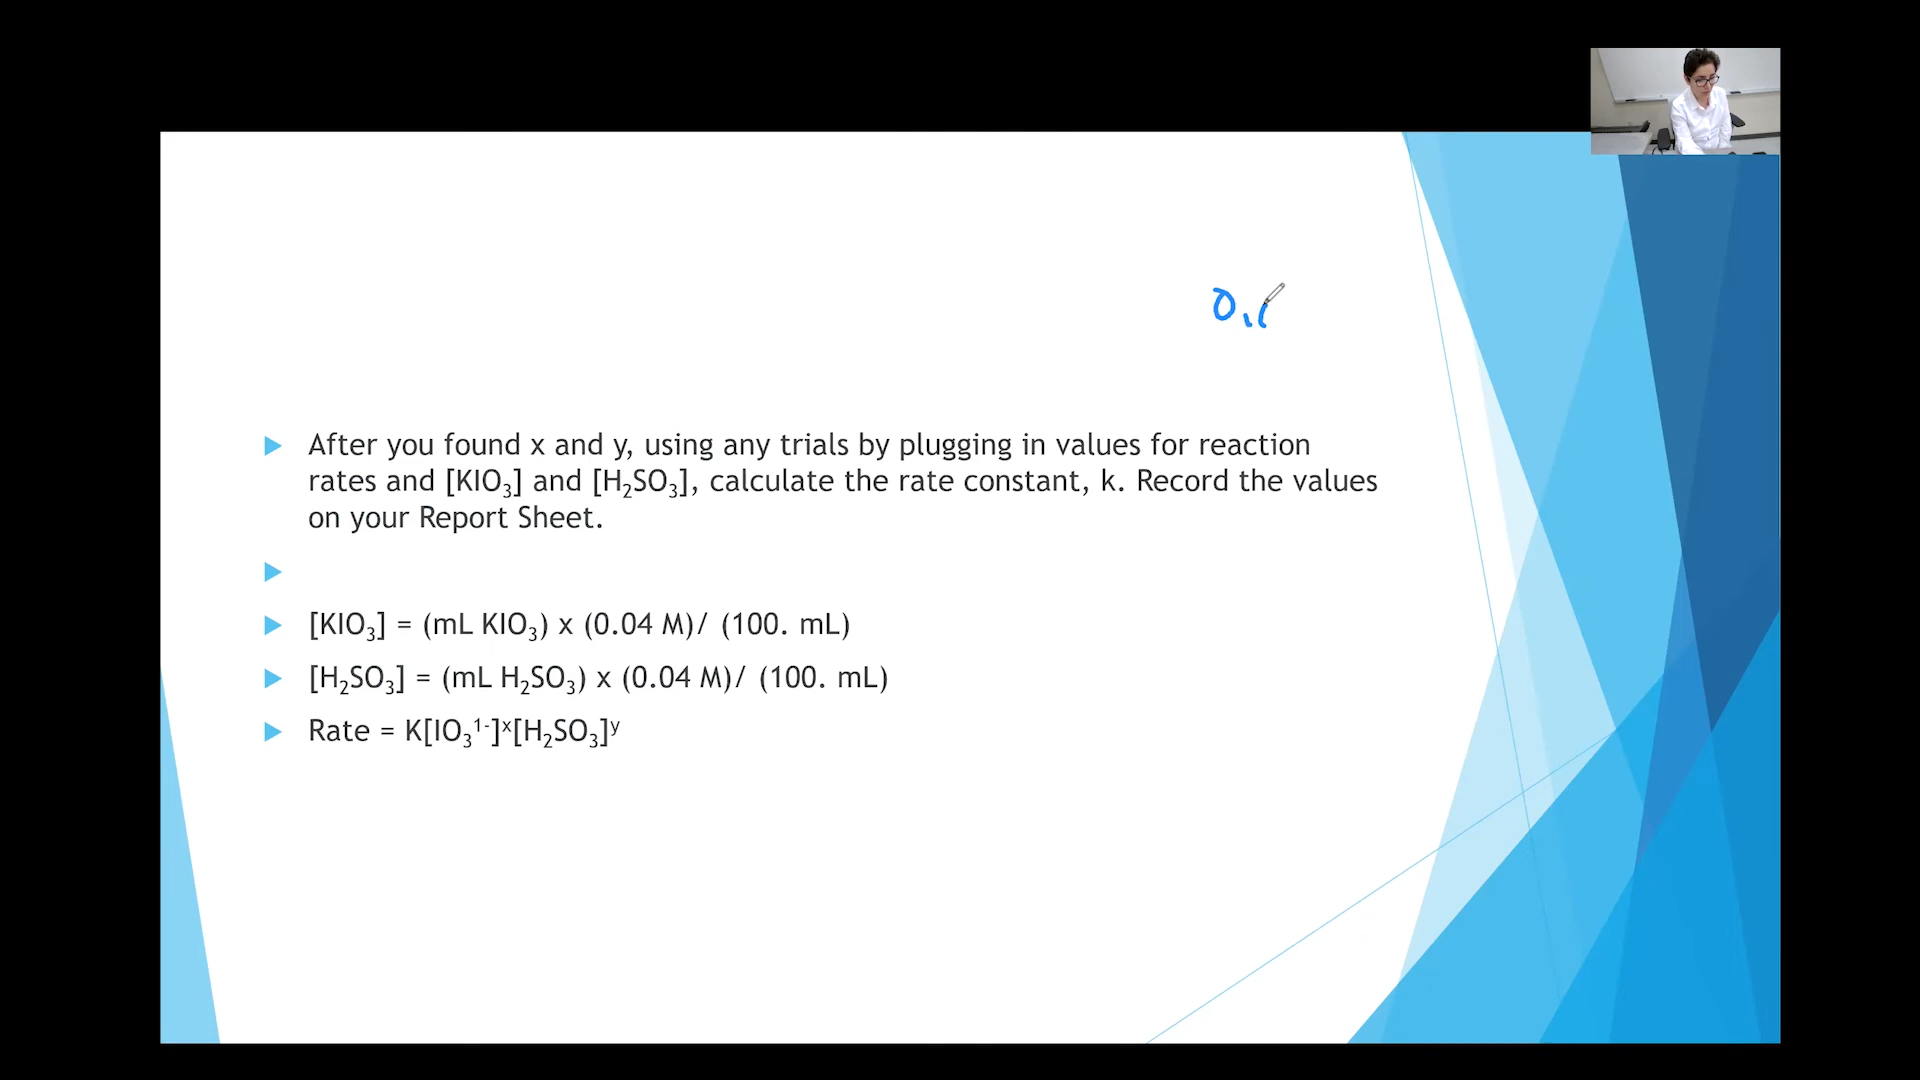 0.0
After you found x and y, using any trials by plugging in values for reaction
rates and [KIO₃] and [H₂SO₃], calculate the rate constant, k. Record the values
on your Report Sheet.
[KIO₃] = (mL KIO₃) x (0.04 M)/ (100. mL)
[H₂SO₃] = (mL H₂SO₃) x (0.04 M)/ (100. mL)
Rate = K[IO₃¹⁻]ˣ[H₂SO₃]ʸ